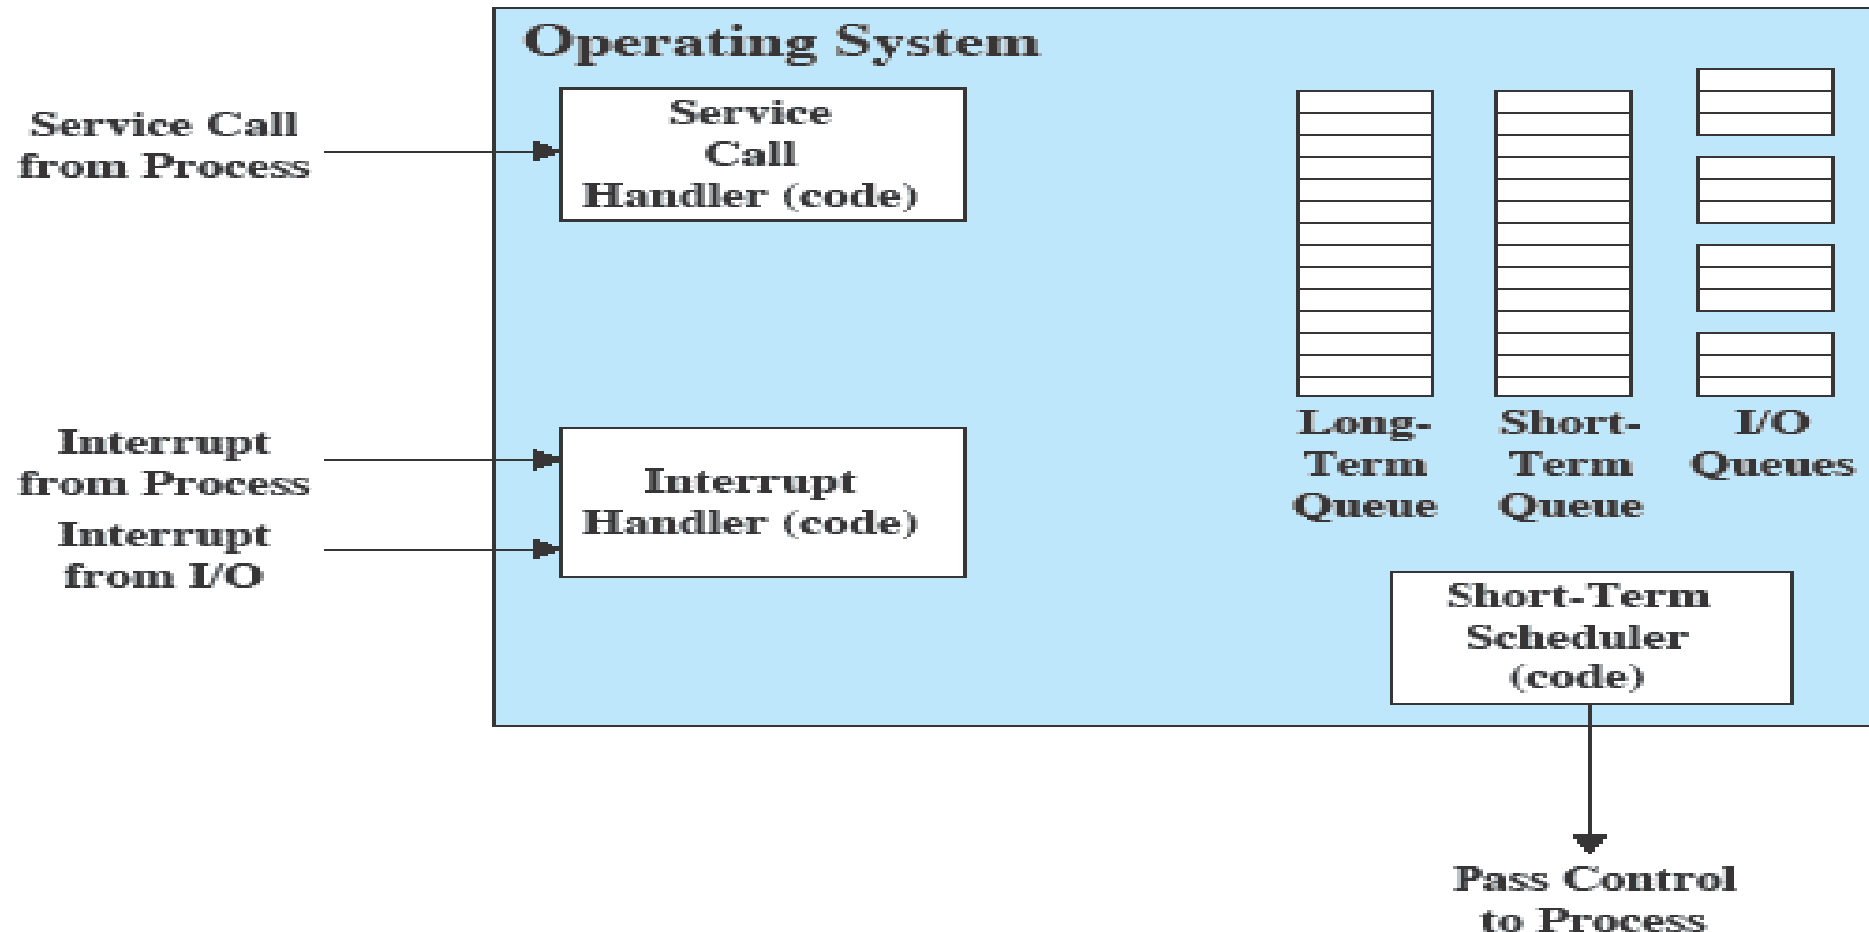 Operating System
Service Call
from Process
Service
Call
Handler (code)
Interrupt
from Process
Interrupt
from I/O
Interrupt
Handler (code)
Long-
Term
Queue
Short-
Term
Queue
I/O
Queues
Short-Term
Scheduler
(code)
Pass Control
to Process